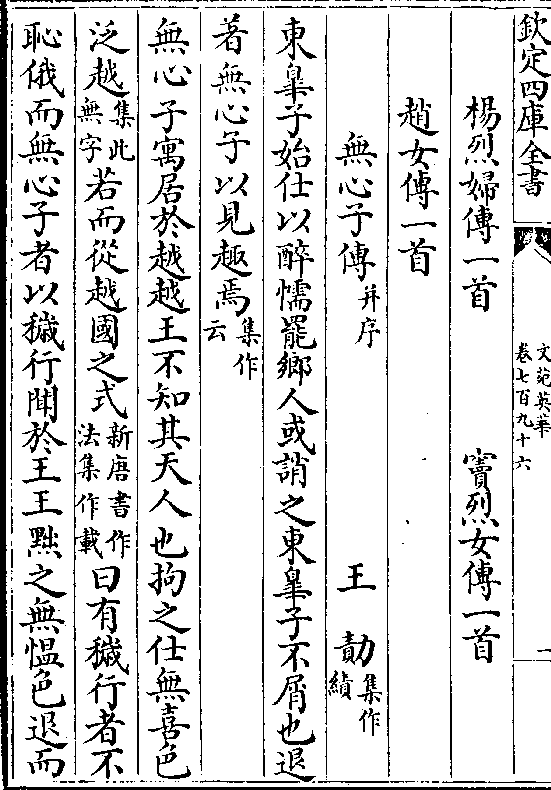 欽定四庫全書
文苑英華
卷七百九十六
一
楊烈婦傳一首 竇烈女傳一首
趙女傳一首
無心子傳并序 王勣集作績
東臯子始仕以醉懦罷鄉人或誚之東臯子不屑也退
著無心子以見趣焉集作云
無心子寓居於越越王不知其天人也拘之仕無喜色
泛越集此無字若而從越國之式新唐書作法集作載曰有穢行者不
恥俄而無心子者以穢行聞於王王黜之無愠色退而